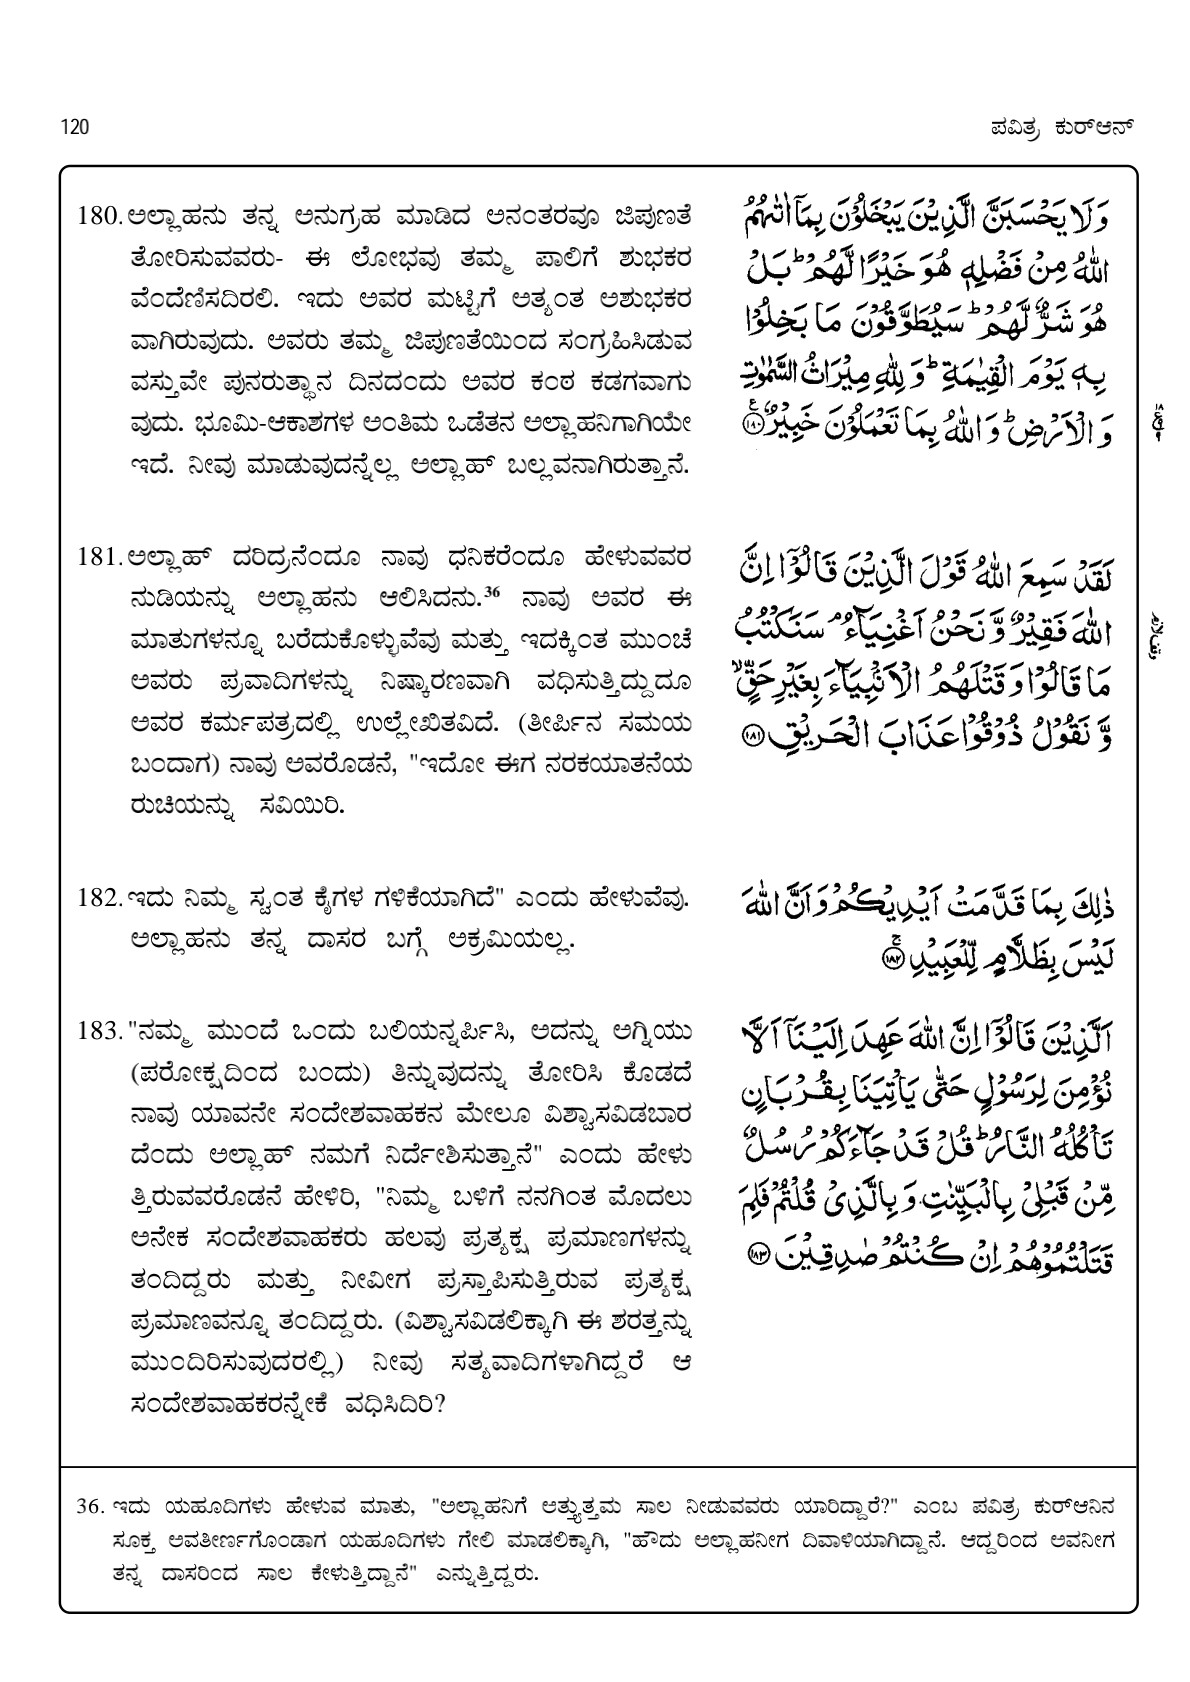 120
ಪವಿತ್ರ ಕುರ್‌ಆನ್
180. ಅಲ್ಲಾಹನು ತನ್ನ ಅನುಗ್ರಹ ಮಾಡಿದ ಅನಂತರವೂ ಜಿಪುಣತೆ
ತೋರಿಸುವವರು- ಈ ಲೋಭವು ತಮ್ಮ ಪಾಲಿಗೆ ಶುಭಕರ
ವೆಂದೆಣಿಸದಿರಲಿ. ಇದು ಅವರ ಮಟ್ಟಿಗೆ ಅತ್ಯಂತ ಅಶುಭಕರ
ವಾಗಿರುವುದು. ಅವರು ತಮ್ಮ ಜಿಪುಣತೆಯಿಂದ ಸಂಗ್ರಹಿಸಿಡುವ
ವಸ್ತುವೇ ಪುನರುತ್ಥಾನ ದಿನದಂದು ಅವರ ಕಂಠ ಕಡಗವಾಗು
ವುದು. ಭೂಮಿ-ಆಕಾಶಗಳ ಅಂತಿಮ ಒಡೆತನ ಅಲ್ಲಾಹನಿಗಾಗಿಯೇ
ಇದೆ. ನೀವು ಮಾಡುವುದನ್ನೆಲ್ಲ ಅಲ್ಲಾಹ್ ಬಲ್ಲವನಾಗಿರುತ್ತಾನೆ.
وَلَا يَحْسَبَنَّ الَّذِيْنَ يَبْخَلُوْنَ بِمَآ اٰتٰىهُمُ
اللّٰهُ مِنْ فَضْلِهٖ هُوَ خَيْرًا لَّهُمْ ؕ بَلْ
هُوَ شَرٌّ لَّهُمْ ؕ سَيُطَوَّقُوْنَ مَا بَخِلُوْا
بِهٖ يَوْمَ الْقِيٰمَةِ ؕ وَلِلّٰهِ مِيْرَاثُ السَّمٰوٰتِ
وَالْاَرْضِ ؕ وَاللّٰهُ بِمَا تَعْمَلُوْنَ خَبِيْرٌ ۧ ﴿۱۸۰﴾
181. ಅಲ್ಲಾಹ್ ದರಿದ್ರನೆಂದೂ ನಾವು ಧನಿಕರೆಂದೂ ಹೇಳುವವರ
ನುಡಿಯನ್ನು ಅಲ್ಲಾಹನು ಆಲಿಸಿದನು.36 ನಾವು ಅವರ ಈ
ಮಾತುಗಳನ್ನೂ ಬರೆದುಕೊಳ್ಳುವೆವು ಮತ್ತು ಇದಕ್ಕಿಂತ ಮುಂಚೆ
ಅವರು ಪ್ರವಾದಿಗಳನ್ನು ನಿಷ್ಕಾರಣವಾಗಿ ವಧಿಸುತ್ತಿದ್ದುದೂ
ಅವರ ಕರ್ಮಪತ್ರದಲ್ಲಿ ಉಲ್ಲೇಖಿತವಿದೆ. (ತೀರ್ಪಿನ ಸಮಯ
ಬಂದಾಗ) ನಾವು ಅವರೊಡನೆ, "ಇದೋ ಈಗ ನರಕಯಾತನೆಯ
ರುಚಿಯನ್ನು ಸವಿಯಿರಿ.
لَقَدْ سَمِعَ اللّٰهُ قَوْلَ الَّذِيْنَ قَالُوْٓا اِنَّ
اللّٰهَ فَقِيْرٌ وَّنَحْنُ اَغْنِيَآءُ ۘ سَنَكْتُبُ
مَا قَالُوْا وَقَتْلَهُمُ الْاَنْۢبِيَآءَ بِغَيْرِ حَقٍّ ۙ
وَّنَقُوْلُ ذُوْقُوْا عَذَابَ الْحَرِيْقِ ﴿۱۸۱﴾
وقف لازم
182. ಇದು ನಿಮ್ಮ ಸ್ವಂತ ಕೈಗಳ ಗಳಿಕೆಯಾಗಿದೆ" ಎಂದು ಹೇಳುವೆವು.
ಅಲ್ಲಾಹನು ತನ್ನ ದಾಸರ ಬಗ್ಗೆ ಅಕ್ರಮಿಯಲ್ಲ.
ذٰلِكَ بِمَا قَدَّمَتْ اَيْدِيْكُمْ وَاَنَّ اللّٰهَ
لَيْسَ بِظَلَّامٍ لِّلْعَبِيْدِ ۚ ﴿۱۸۲﴾
183. "ನಮ್ಮ ಮುಂದೆ ಒಂದು ಬಲಿಯನ್ನರ್ಪಿಸಿ, ಅದನ್ನು ಅಗ್ನಿಯು
(ಪರೋಕ್ಷದಿಂದ ಬಂದು) ತಿನ್ನುವುದನ್ನು ತೋರಿಸಿ ಕೊಡದೆ
ನಾವು ಯಾವನೇ ಸಂದೇಶವಾಹಕನ ಮೇಲೂ ವಿಶ್ವಾಸವಿಡಬಾರ
ದೆಂದು ಅಲ್ಲಾಹ್ ನಮಗೆ ನಿರ್ದೇಶಿಸುತ್ತಾನೆ" ಎಂದು ಹೇಳು
ತ್ತಿರುವವರೊಡನೆ ಹೇಳಿರಿ, "ನಿಮ್ಮ ಬಳಿಗೆ ನನಗಿಂತ ಮೊದಲು
ಅನೇಕ ಸಂದೇಶವಾಹಕರು ಹಲವು ಪ್ರತ್ಯಕ್ಷ ಪ್ರಮಾಣಗಳನ್ನು
ತಂದಿದ್ದರು ಮತ್ತು ನೀವೀಗ ಪ್ರಸ್ತಾಪಿಸುತ್ತಿರುವ ಪ್ರತ್ಯಕ್ಷ
ಪ್ರಮಾಣವನ್ನೂ ತಂದಿದ್ದರು. (ವಿಶ್ವಾಸವಿಡಲಿಕ್ಕಾಗಿ ಈ ಶರತ್ತನ್ನು
ಮುಂದಿರಿಸುವುದರಲ್ಲಿ) ನೀವು ಸತ್ಯವಾದಿಗಳಾಗಿದ್ದರೆ ಆ
ಸಂದೇಶವಾಹಕರನ್ನೇಕೆ ವಧಿಸಿದಿರಿ?
اَلَّذِيْنَ قَالُوْٓا اِنَّ اللّٰهَ عَهِدَ اِلَيْنَآ اَلَّا
نُؤْمِنَ لِرَسُوْلٍ حَتّٰى يَاْتِيَنَا بِقُرْبَانٍ
تَاْكُلُهُ النَّارُ ؕ قُلْ قَدْ جَآءَكُمْ رُسُلٌ
مِّنْ قَبْلِيْ بِالْبَيِّنٰتِ وَبِالَّذِيْ قُلْتُمْ فَلِمَ
قَتَلْتُمُوْهُمْ اِنْ كُنْتُمْ صٰدِقِيْنَ ﴿۱۸۳﴾
36. ಇದು ಯಹೂದಿಗಳು ಹೇಳುವ ಮಾತು, "ಅಲ್ಲಾಹನಿಗೆ ಅತ್ಯುತ್ತಮ ಸಾಲ ನೀಡುವವರು ಯಾರಿದ್ದಾರೆ?" ಎಂಬ ಪವಿತ್ರ ಕುರ್‌ಆನಿನ
ಸೂಕ್ತ ಅವತೀರ್ಣಗೊಂಡಾಗ ಯಹೂದಿಗಳು ಗೇಲಿ ಮಾಡಲಿಕ್ಕಾಗಿ, "ಹೌದು ಅಲ್ಲಾಹನೀಗ ದಿವಾಳಿಯಾಗಿದ್ದಾನೆ. ಆದ್ದರಿಂದ ಅವನೀಗ
ತನ್ನ ದಾಸರಿಂದ ಸಾಲ ಕೇಳುತ್ತಿದ್ದಾನೆ" ಎನ್ನುತ್ತಿದ್ದರು.